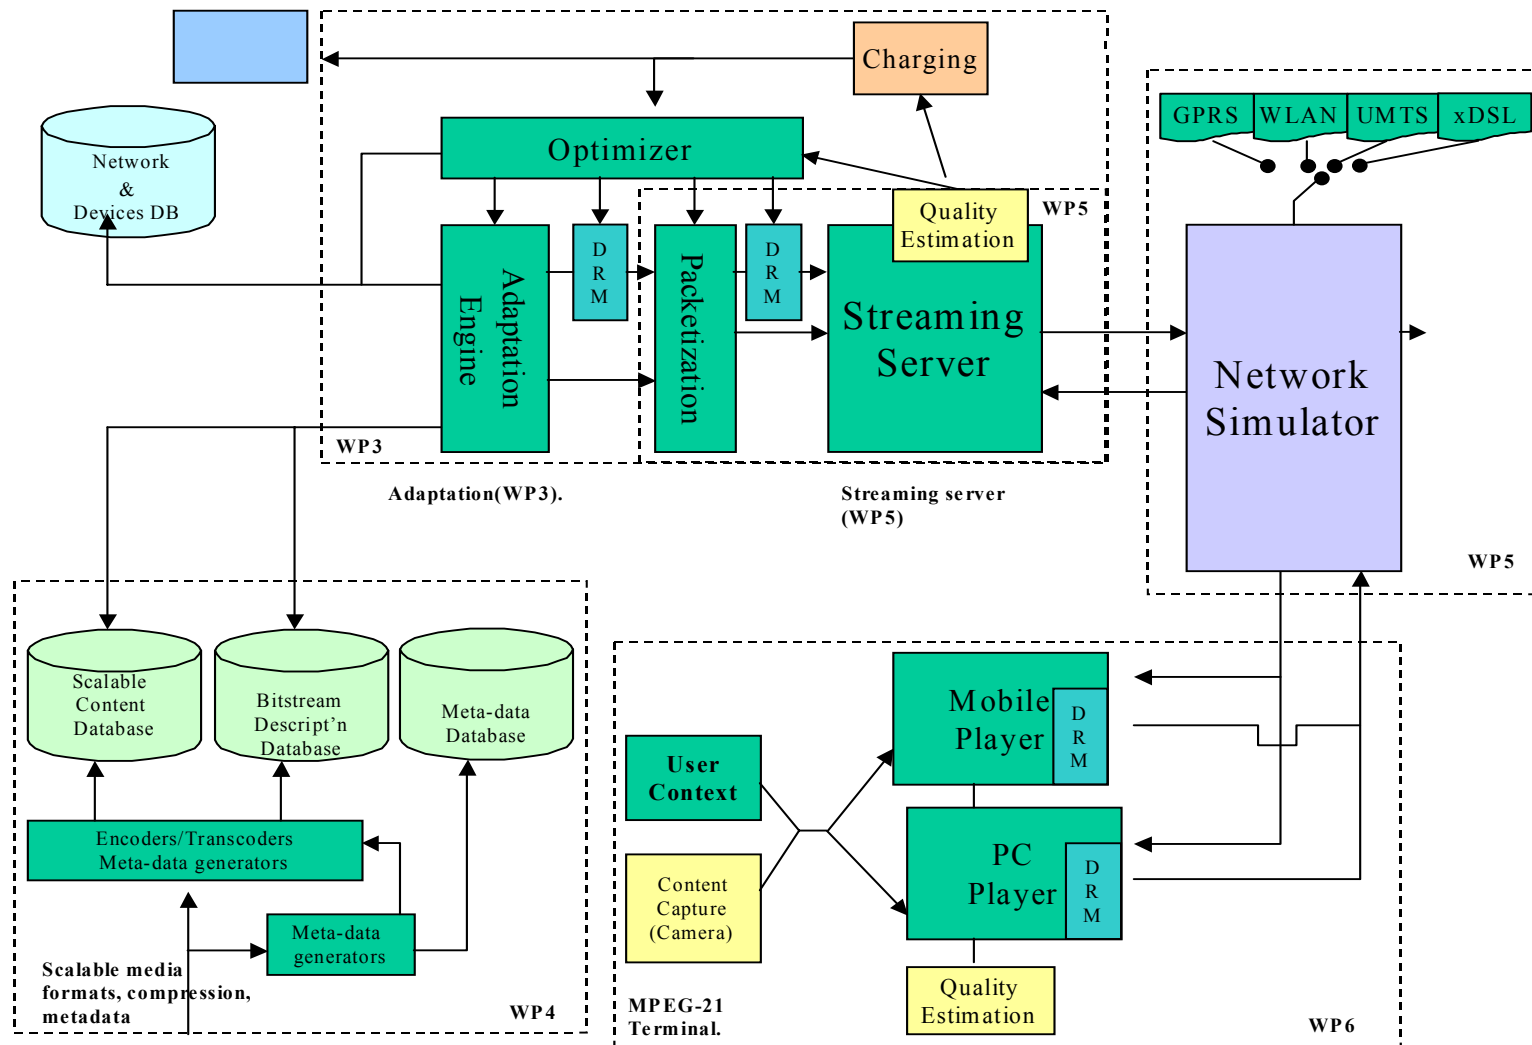 Charging
GPRS
WLAN
UMTS
xDSL
Network
&
Devices DB
Optimizer
Quality
Estimation
WP5
D
R
M
D
R
M
Adaptation
Engine
Packetization
Streaming
Server
Network
Simulator
WP3
Adaptation(WP3).
Streaming server
(WP5)
WP5
Scalable
Content
Database
Bitstream
Descript’n
Database
Meta-data
Database
Encoders/Transcoders
Meta-data generators
Meta-data
generators
Scalable media
formats, compression,
metadata
WP4
User
Context
Content
Capture
(Camera)
Mobile
Player
D
R
M
PC
Player
D
R
M
Quality
Estimation
MPEG-21
Terminal.
WP6